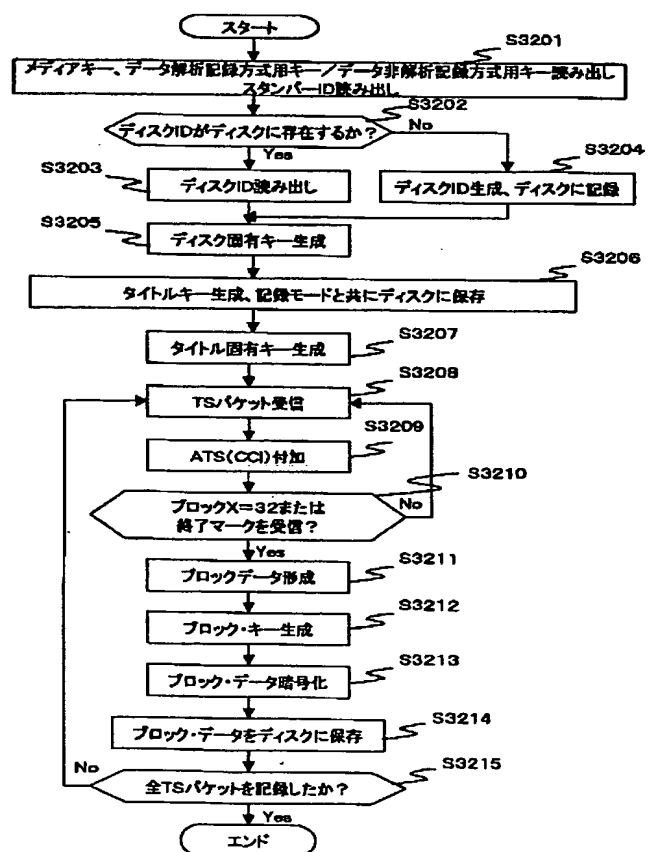 スタート
S3201
メディアキー、データ解析記録方式用キー/データ非解析記録方式用キー読み出し
スタンパーID読み出し
S3202
ディスクIDがディスクに存在するか?
No
Yes
S3203
S3204
ディスクID読み出し
ディスクID生成、ディスクに記録
S3205
ディスク固有キー生成
S3206
タイトルキー生成、記録モードと共にディスクに保存
S3207
タイトル固有キー生成
S3208
TSパケット受信
S3209
ATS(CCI)付加
S3210
ブロックX=32または
終了マークを受信?
No
Yes
S3211
ブロックデータ形成
S3212
ブロック・キー生成
S3213
ブロック・データ暗号化
S3214
ブロック・データをディスクに保存
S3215
No
全TSパケットを記録したか?
Yes
エンド